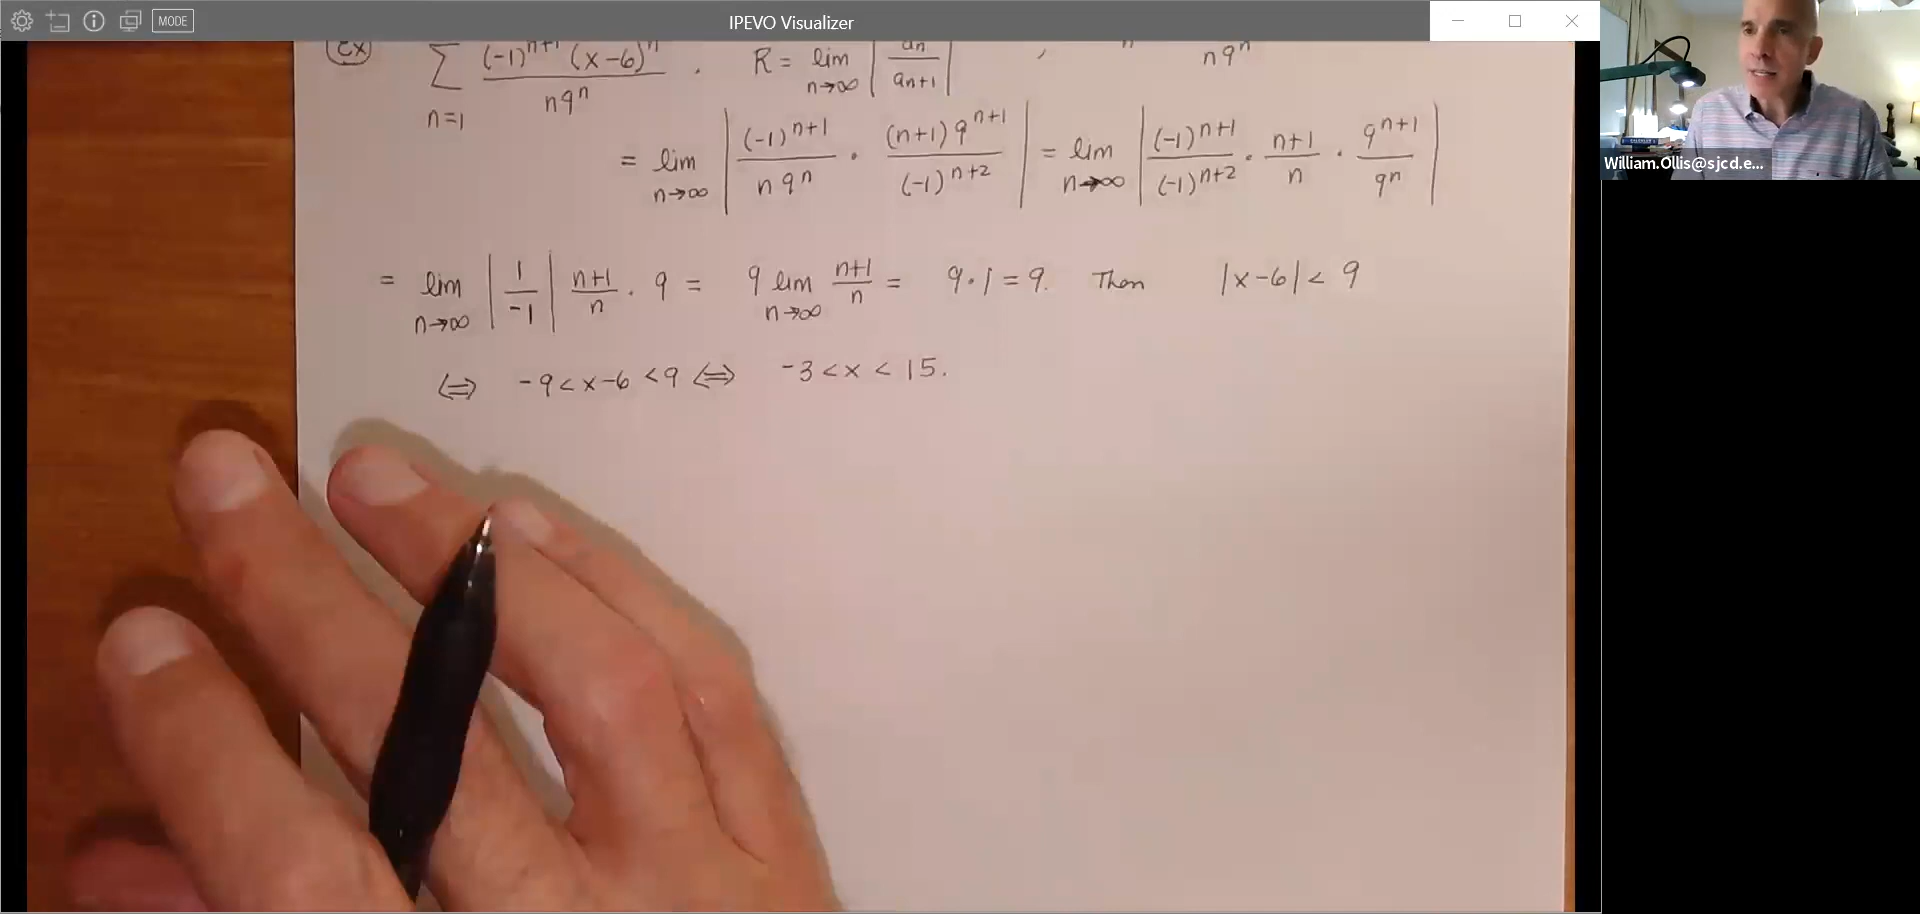 MODE IPEVO Visualizer
Ex ∑ n=1 (-1)^n+1 (x-6)^n / n9^n . R = lim n→∞ | an / an+1 | , n n9^n
= lim n→∞ | (-1)^n+1 / n 9^n · (n+1) 9^n+1 / (-1)^n+2 | = lim n→∞ | (-1)^n+1 / (-1)^n+2 · n+1 / n · 9^n+1 / 9^n |
= lim n→∞ | 1 / -1 | n+1 / n · 9 = 9 lim n→∞ n+1 / n = 9·1 = 9. Then |x-6| < 9
⇔ -9 < x-6 < 9 ⇔ -3 < x < 15.
William.Ollis@sjcd.e...